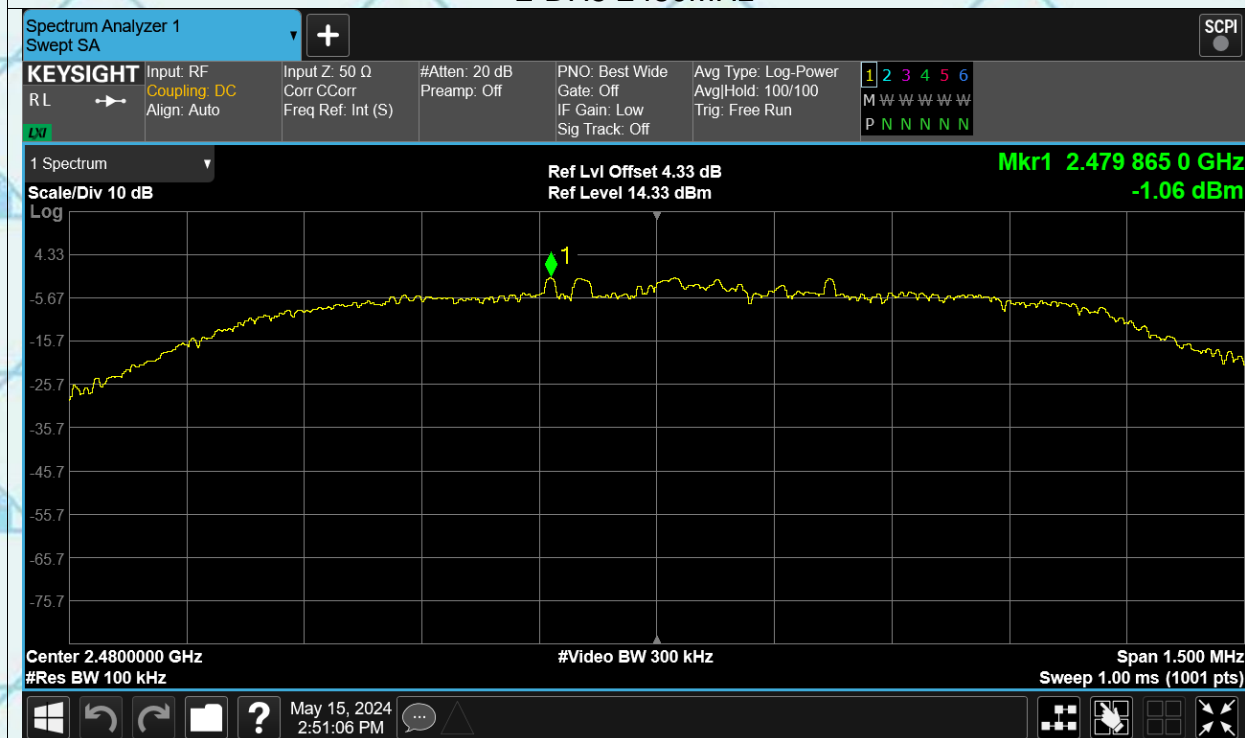 Spectrum Analyzer 1
Swept SA
+
SCPI
KEYSIGHT
RL
LXI
Input: RF
Coupling: DC
Align: Auto
Input Z: 50 Ω
Corr CCorr
Freq Ref: Int (S)
#Atten: 20 dB
Preamp: Off
PNO: Best Wide
Gate: Off
IF Gain: Low
Sig Track: Off
Avg Type: Log-Power
Avg|Hold: 100/100
Trig: Free Run
1 2 3 4 5 6
M W W W W W W
P N N N N N
1 Spectrum
Scale/Div 10 dB
Log
Ref Lvl Offset 4.33 dB
Ref Level 14.33 dBm
Mkr1 2.479 865 0 GHz
-1.06 dBm
1
4.33
-5.67
-15.7
-25.7
-35.7
-45.7
-55.7
-65.7
-75.7
Center 2.4800000 GHz
#Res BW 100 kHz
#Video BW 300 kHz
Span 1.500 MHz
Sweep 1.00 ms (1001 pts)
?
May 15, 2024
2:51:06 PM